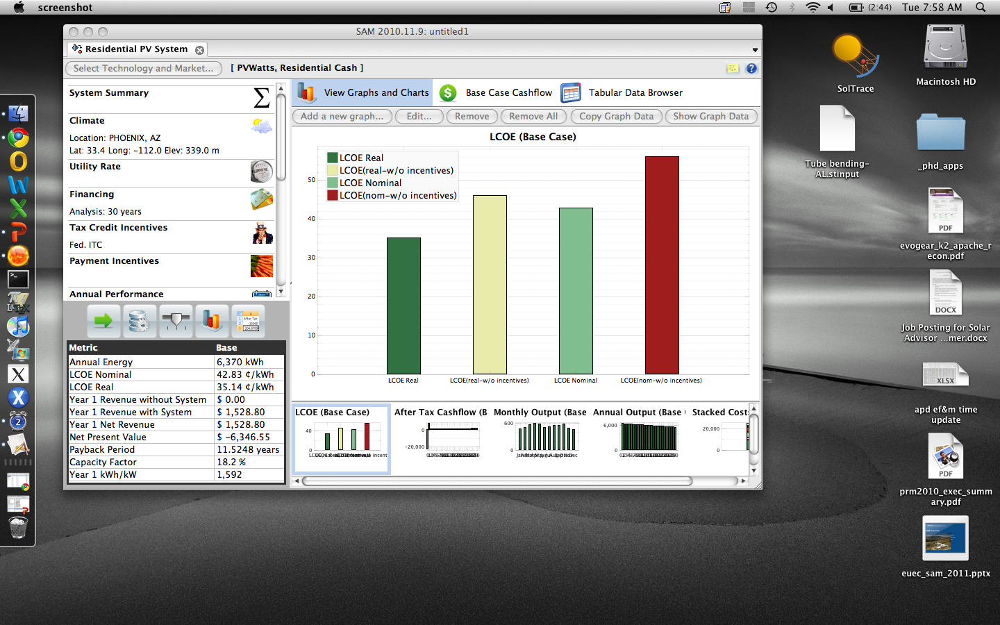 screenshot
(2:44)
Tue 7:58 AM
SAM 2010.11.9: untitled1
Residential PV System
Select Technology and Market...
[ PVWatts, Residential Cash ]
System Summary
Climate
Location: PHOENIX, AZ
Lat: 33.4 Long: -112.0 Elev: 339.0 m
Utility Rate
Financing
Analysis: 30 years
Tax Credit Incentives
Fed. ITC
Payment Incentives
Annual Performance
View Graphs and Charts
Base Case Cashflow
Tabular Data Browser
Add a new graph...
Edit...
Remove
Remove All
Copy Graph Data
Show Graph Data
LCOE (Base Case)
LCOE Real
LCOE(real-w/o incentives)
LCOE Nominal
LCOE(nom-w/o incentives)
50
40
30
20
10
0
LCOE Real
LCOE(real-w/o incentives)
LCOE Nominal
LCOE(nom-w/o incentives)
Metric Base
Annual Energy 6,370 kWh
LCOE Nominal 42.83 ¢/kWh
LCOE Real 35.14 ¢/kWh
Year 1 Revenue without System $ 0.00
Year 1 Revenue with System $ 1,528.80
Year 1 Net Revenue $ 1,528.80
Net Present Value $ -6,346.55
Payback Period 11.5248 years
Capacity Factor 18.2 %
Year 1 kWh/kW 1,592
LCOE (Base Case)
40
0
After Tax Cashflow (B
0
-20,000
Monthly Output (Base
600
0
Annual Output (Base
6,000
0
Stacked Cost
20,000
0
SolTrace
Macintosh HD
Tube bending-
AL.stinput
_phd_apps
PDF
evogear_k2_apache_r
econ.pdf
DOCX
Job Posting for Solar
Advisor ...mer.docx
XLSX
apd ef&m time
update
PDF
prm2010_exec_summ
ary.pdf
euec_sam_2011.pptx